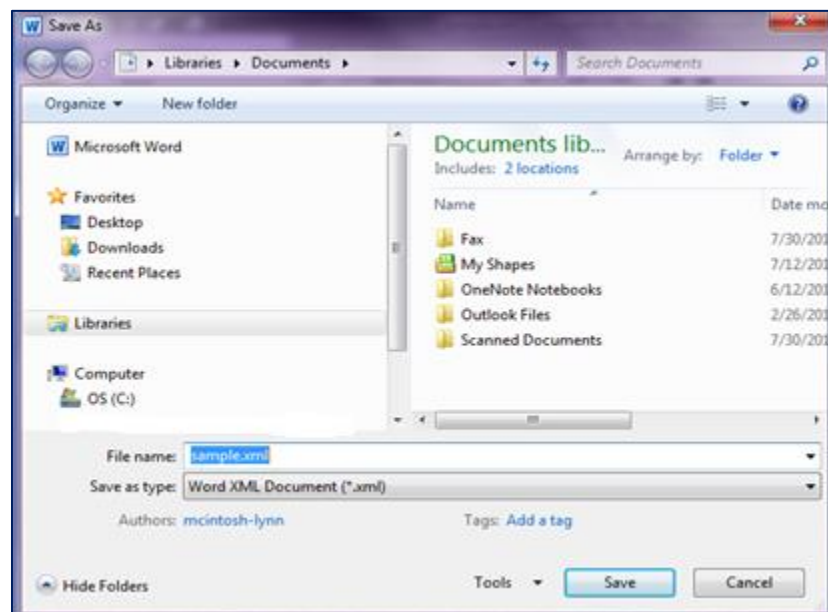 Save As
Libraries Documents Search Documents
Organize New folder
Microsoft Word
Favorites
Desktop
Downloads
Recent Places
Libraries
Computer
OS (C:)
Documents lib...
Includes: 2 locations
Arrange by: Folder
Name Date mo
Fax 7/30/201
My Shapes 7/12/201
OneNote Notebooks 6/12/201
Outlook Files 2/26/201
Scanned Documents 7/30/201
File name: sample.xml
Save as type: Word XML Document (*.xml)
Authors: mcintosh-lynn Tags: Add a tag
Hide Folders Tools Save Cancel